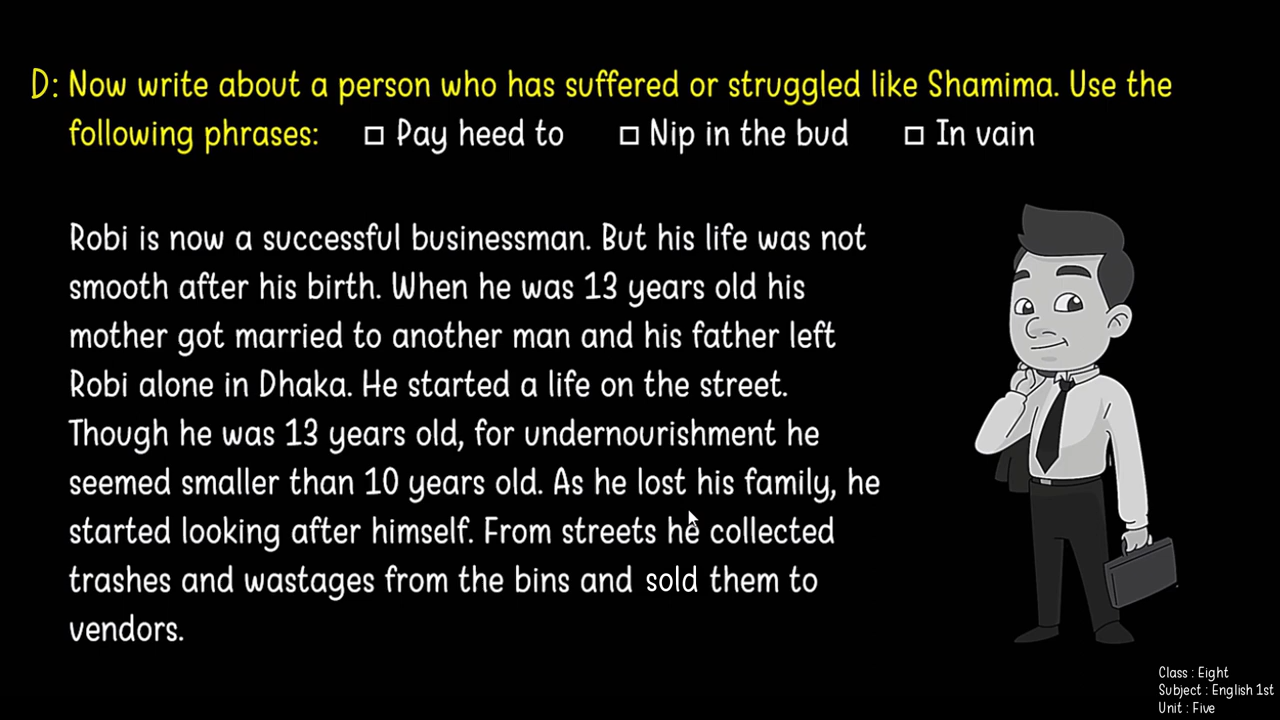 D: Now write about a person who has suffered or struggled like Shamima. Use the
following phrases: □ Pay heed to □ Nip in the bud □ In vain
Robi is now a successful businessman. But his life was not
smooth after his birth. When he was 13 years old his
mother got married to another man and his father left
Robi alone in Dhaka. He started a life on the street.
Though he was 13 years old, for undernourishment he
seemed smaller than 10 years old. As he lost his family, he
started looking after himself. From streets he collected
trashes and wastages from the bins and sold them to
vendors.
Class : Eight
Subject : English 1st
Unit : Five